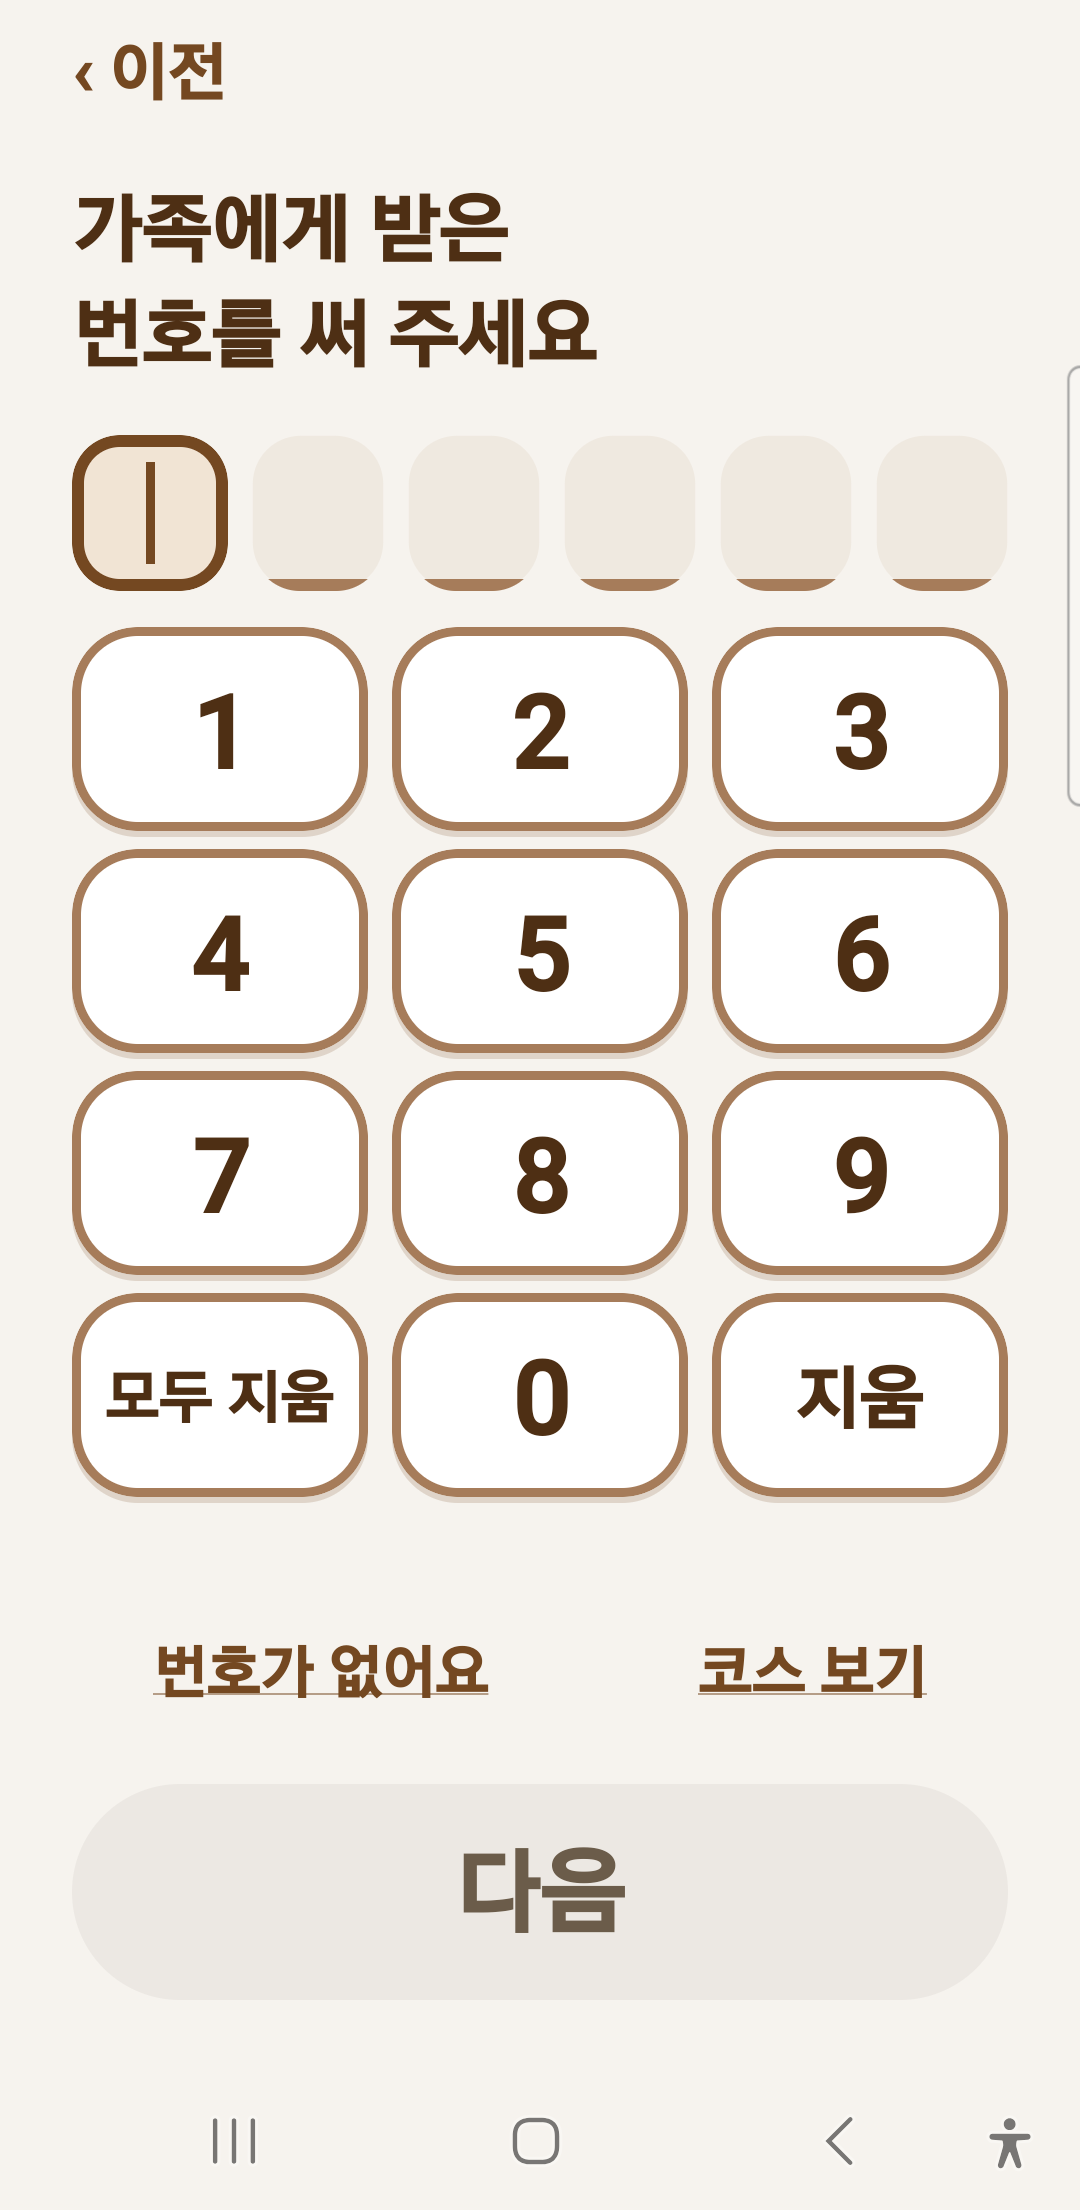 ‹ 이전
가족에게 받은
번호를 써 주세요
1 2 3
4 5 6
7 8 9
모두 지움 0 지움
번호가 없어요 코스 보기
다음